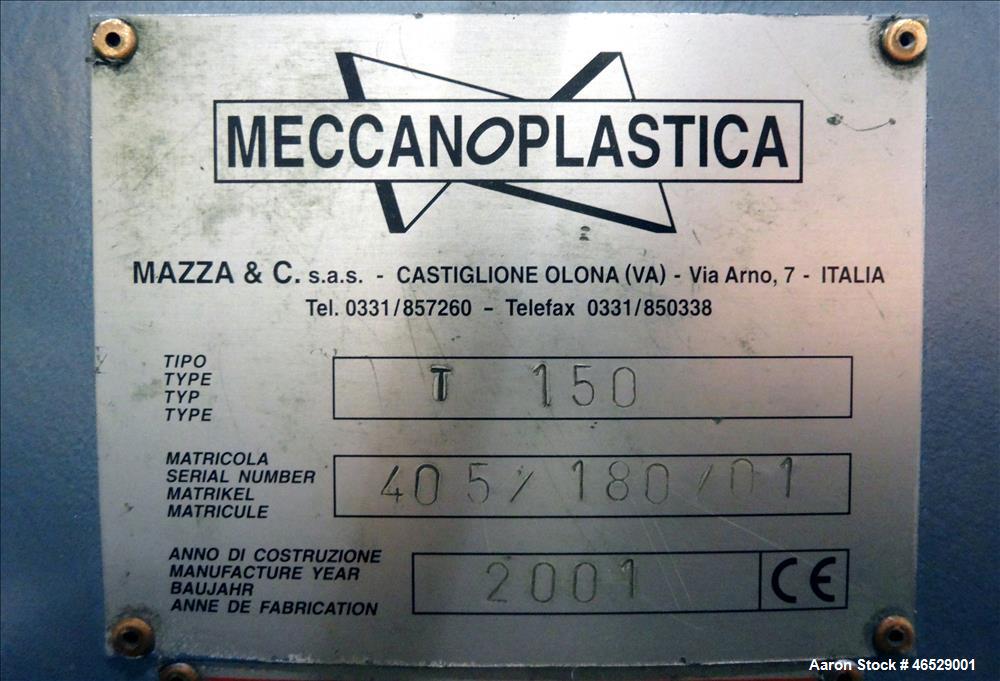 MECCANOPLASTICA
MAZZA & C. s.a.s. - CASTIGLIONE OLONA (VA) - Via Arno, 7 - ITALIA
Tel. 0331/857260 - Telefax 0331/850338
TIPO
TYPE
TYP
TYPE
T 150
MATRICOLA
SERIAL NUMBER
MATRIKEL
MATRICULE
405/180/01
ANNO DI COSTRUZIONE
MANUFACTURE YEAR
BAUJAHR
ANNE DE FABRICATION
2001
CE
Aaron Stock # 46529001